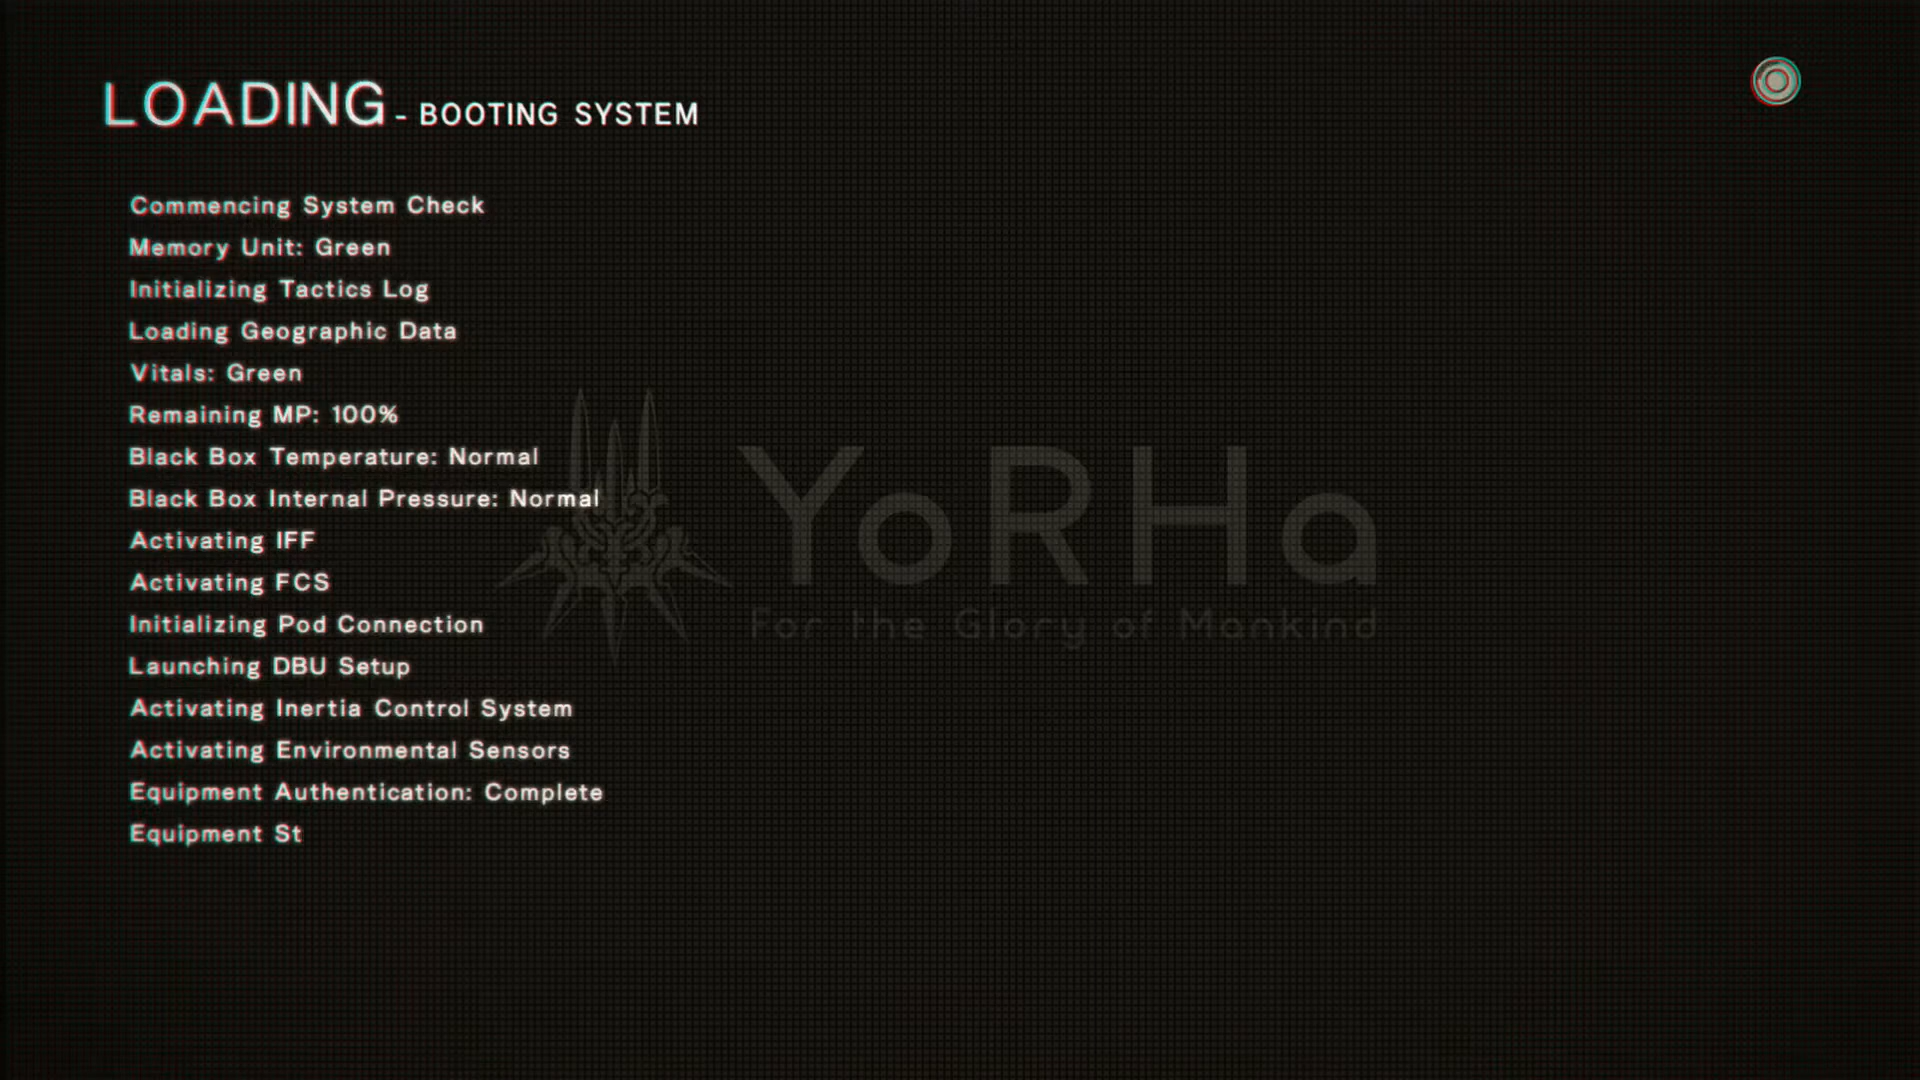 LOADING - BOOTING SYSTEM
Commencing System Check
Memory Unit: Green
Initializing Tactics Log
Loading Geographic Data
Vitals: Green
Remaining MP: 100%
Black Box Temperature: Normal
Black Box Internal Pressure: Normal
Activating IFF
Activating FCS
Initializing Pod Connection
Launching DBU Setup
Activating Inertia Control System
Activating Environmental Sensors
Equipment Authentication: Complete
Equipment St
YoRHa
For the Glory of Mankind